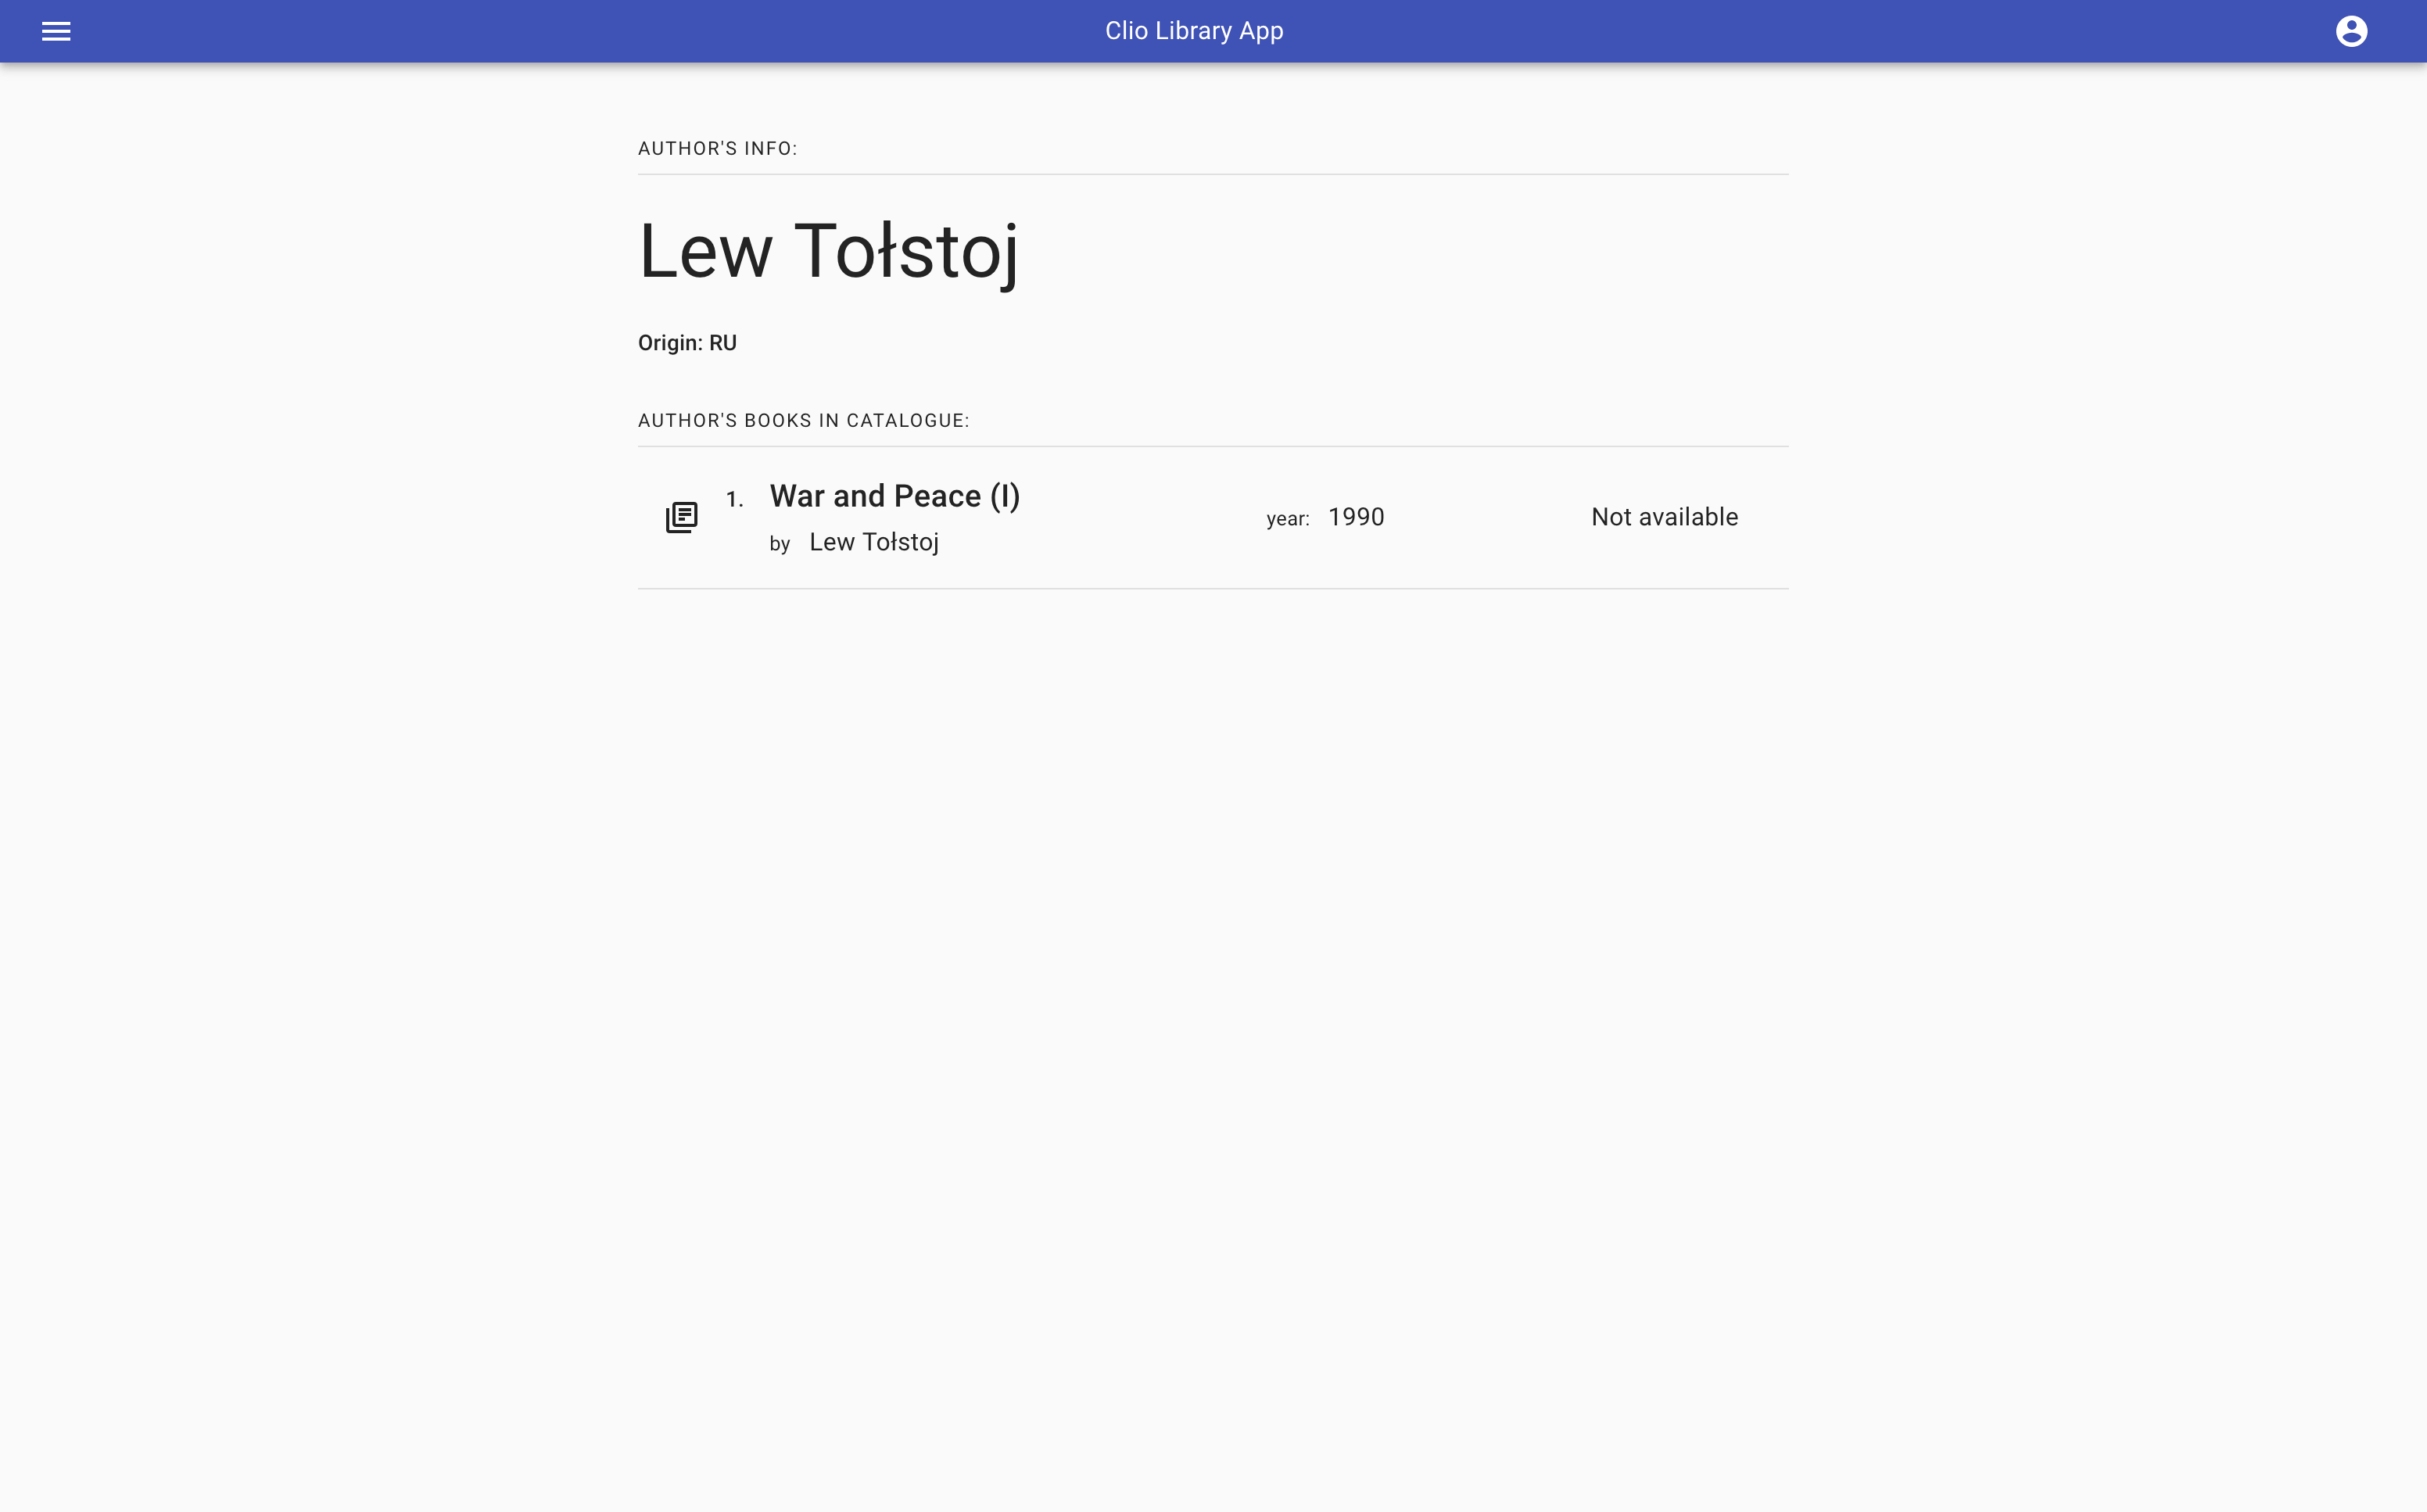 Clio Library App
AUTHOR'S INFO:
Lew Tołstoj
Origin: RU
AUTHOR'S BOOKS IN CATALOGUE:
1. War and Peace (I)
by Lew Tołstoj
year: 1990
Not available